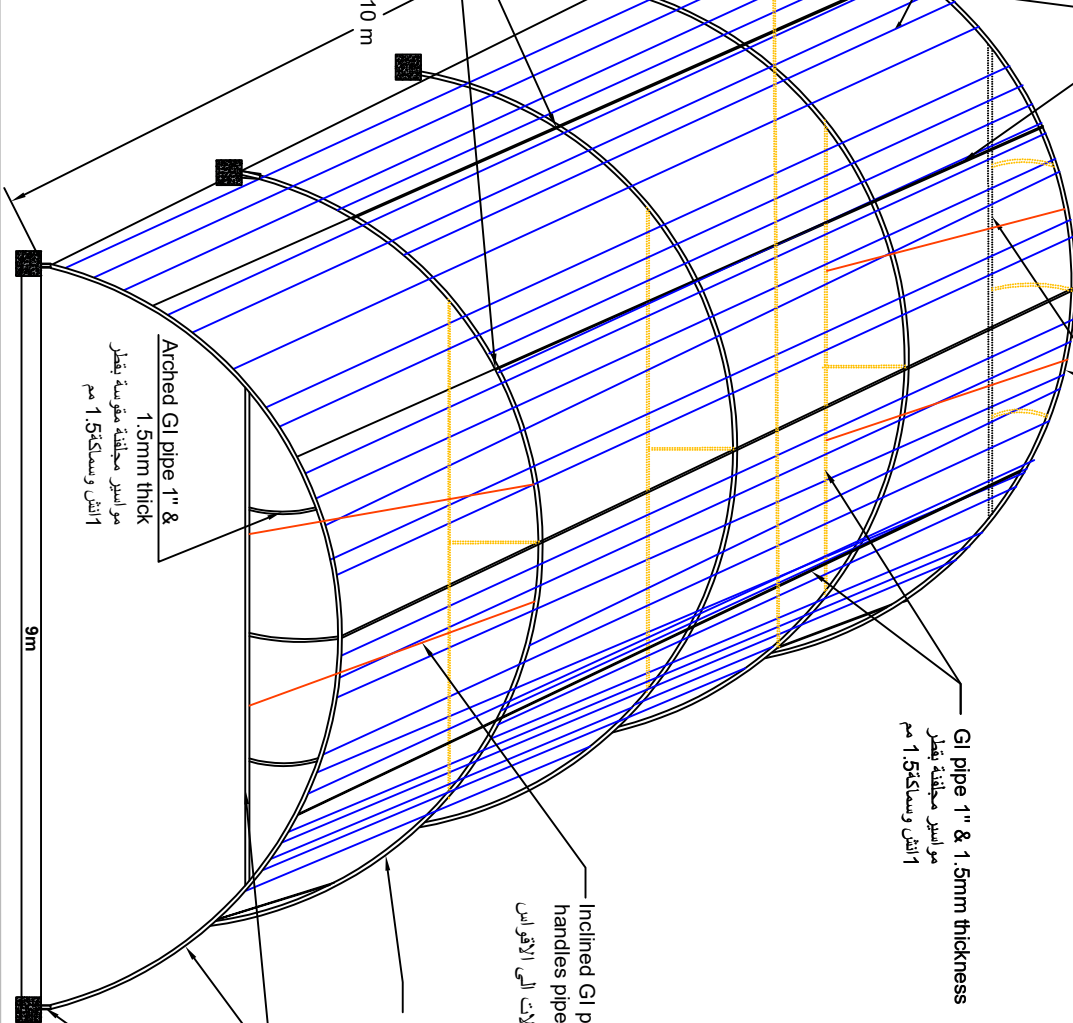 10 m
GI pipe 1" & 1.5mm thickness
مواسير مجلفنة بقطر
1انش وسماكة1.5 مم
Arched GI pipe 1" &
1.5mm thick
مواسير مجلفنة مقوسة بقطر
1انش وسماكة1.5 مم
Inclined GI p
handles pipe
لات الى الاقواس
9m